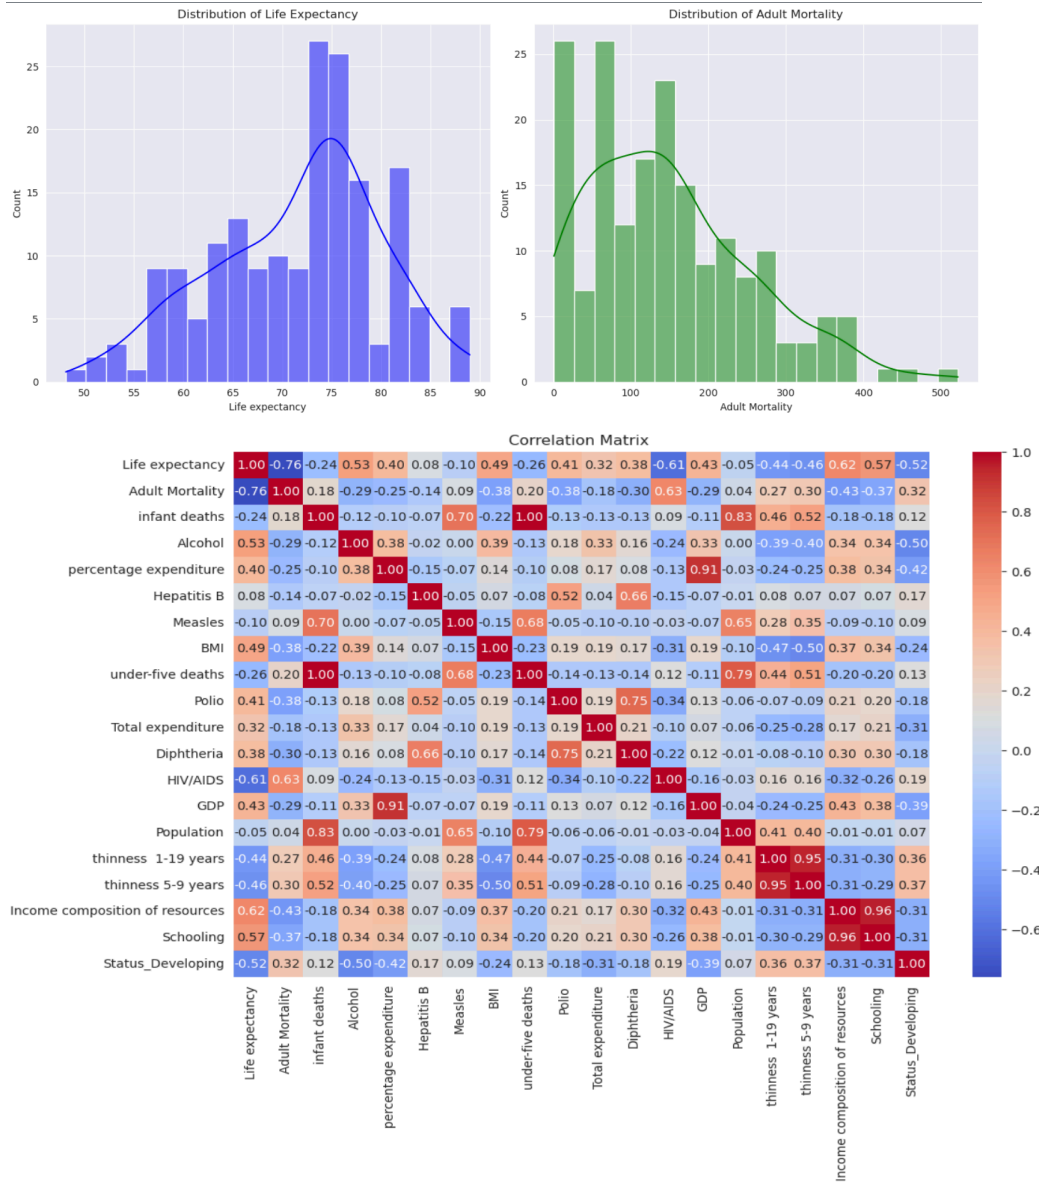 Distribution of Life Expectancy
25
20
15
10
5
0
Count
50 55 60 65 70 75 80 85 90
Life expectancy
Distribution of Adult Mortality
25
20
15
10
5
0
Count
0 100 200 300 400 500
Adult Mortality
Correlation Matrix
Life expectancy 1.00 -0.76 -0.24 0.53 0.40 0.08 -0.10 0.49 -0.26 0.41 0.32 0.38 -0.61 0.43 -0.05 -0.44 -0.46 0.62 0.57 -0.52
Adult Mortality -0.76 1.00 0.18 -0.29 -0.25 -0.14 0.09 -0.38 0.20 -0.38 -0.18 -0.30 0.63 -0.29 0.04 0.27 0.30 -0.43 -0.37 0.32
infant deaths -0.24 0.18 1.00 -0.12 -0.10 -0.07 0.70 -0.22 1.00 -0.13 -0.13 -0.13 0.09 -0.11 0.83 0.46 0.52 -0.18 -0.18 0.12
Alcohol 0.53 -0.29 -0.12 1.00 0.38 -0.02 0.00 0.39 -0.13 0.18 0.33 0.16 -0.24 0.33 0.00 -0.39 -0.40 0.34 0.34 -0.50
percentage expenditure 0.40 -0.25 -0.10 0.38 1.00 -0.15 -0.07 0.14 -0.10 0.08 0.17 0.08 -0.13 0.91 -0.03 -0.24 -0.25 0.38 0.34 -0.42
Hepatitis B 0.08 -0.14 -0.07 -0.02 -0.15 1.00 -0.05 0.07 -0.08 0.52 0.04 0.66 -0.15 -0.07 -0.01 0.08 0.07 0.07 0.07 0.17
Measles -0.10 0.09 0.70 0.00 -0.07 -0.05 1.00 -0.15 0.68 -0.05 -0.10 -0.10 -0.03 -0.07 0.65 0.28 0.35 -0.09 -0.10 0.09
BMI 0.49 -0.38 -0.22 0.39 0.14 0.07 -0.15 1.00 -0.23 0.19 0.19 0.17 -0.31 0.19 -0.10 -0.47 -0.50 0.37 0.34 -0.24
under-five deaths -0.26 0.20 1.00 -0.13 -0.10 -0.08 0.68 -0.23 1.00 -0.14 -0.13 -0.14 0.12 -0.11 0.79 0.44 0.51 -0.20 -0.20 0.13
Polio 0.41 -0.38 -0.13 0.18 0.08 0.52 -0.05 0.19 -0.14 1.00 0.19 0.75 -0.34 0.13 -0.06 -0.07 -0.09 0.21 0.20 -0.18
Total expenditure 0.32 -0.18 -0.13 0.33 0.17 0.04 -0.10 0.19 -0.13 0.19 1.00 0.21 -0.10 0.07 -0.06 -0.25 -0.28 0.17 0.21 -0.31
Diphtheria 0.38 -0.30 -0.13 0.16 0.08 0.66 -0.10 0.17 -0.14 0.75 0.21 1.00 -0.22 0.12 -0.01 -0.08 -0.10 0.30 0.30 -0.18
HIV/AIDS -0.61 0.63 0.09 -0.24 -0.13 -0.15 -0.03 -0.31 0.12 -0.34 -0.10 -0.22 1.00 -0.16 -0.03 0.16 0.16 -0.32 -0.26 0.19
GDP 0.43 -0.29 -0.11 0.33 0.91 -0.07 -0.07 0.19 -0.11 0.13 0.07 0.12 -0.16 1.00 -0.04 -0.24 -0.25 0.43 0.38 -0.39
Population -0.05 0.04 0.83 0.00 -0.03 -0.01 0.65 -0.10 0.79 -0.06 -0.06 -0.01 -0.03 -0.04 1.00 0.41 0.40 -0.01 -0.01 0.07
thinness  1-19 years -0.44 0.27 0.46 -0.39 -0.24 0.08 0.28 -0.47 0.44 -0.07 -0.25 -0.08 0.16 -0.24 0.41 1.00 0.95 -0.31 -0.30 0.36
thinness 5-9 years -0.46 0.30 0.52 -0.40 -0.25 0.07 0.35 -0.50 0.51 -0.09 -0.28 -0.10 0.16 -0.25 0.40 0.95 1.00 -0.31 -0.29 0.37
Income composition of resources 0.62 -0.43 -0.18 0.34 0.38 0.07 -0.09 0.37 -0.20 0.21 0.17 0.30 -0.32 0.43 -0.01 -0.31 -0.31 1.00 0.96 -0.31
Schooling 0.57 -0.37 -0.18 0.34 0.34 0.07 -0.10 0.34 -0.20 0.20 0.21 0.30 -0.26 0.38 -0.01 -0.30 -0.29 0.96 1.00 -0.31
Status_Developing -0.52 0.32 0.12 -0.50 -0.42 0.17 0.09 -0.24 0.13 -0.18 -0.31 -0.18 0.19 -0.39 0.07 0.36 0.37 -0.31 -0.31 1.00
Life expectancy
Adult Mortality
infant deaths
Alcohol
percentage expenditure
Hepatitis B
Measles
BMI
under-five deaths
Polio
Total expenditure
Diphtheria
HIV/AIDS
GDP
Population
thinness  1-19 years
thinness 5-9 years
Income composition of resources
Schooling
Status_Developing
1.0
0.8
0.6
0.4
0.2
0.0
−0.2
−0.4
−0.6